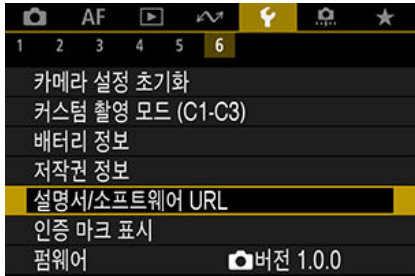 AF
1 2 3 4 5 6
카메라 설정 초기화
커스텀 촬영 모드 (C1-C3)
배터리 정보
저작권 정보
설명서/소프트웨어 URL
인증 마크 표시
펌웨어 버전 1.0.0